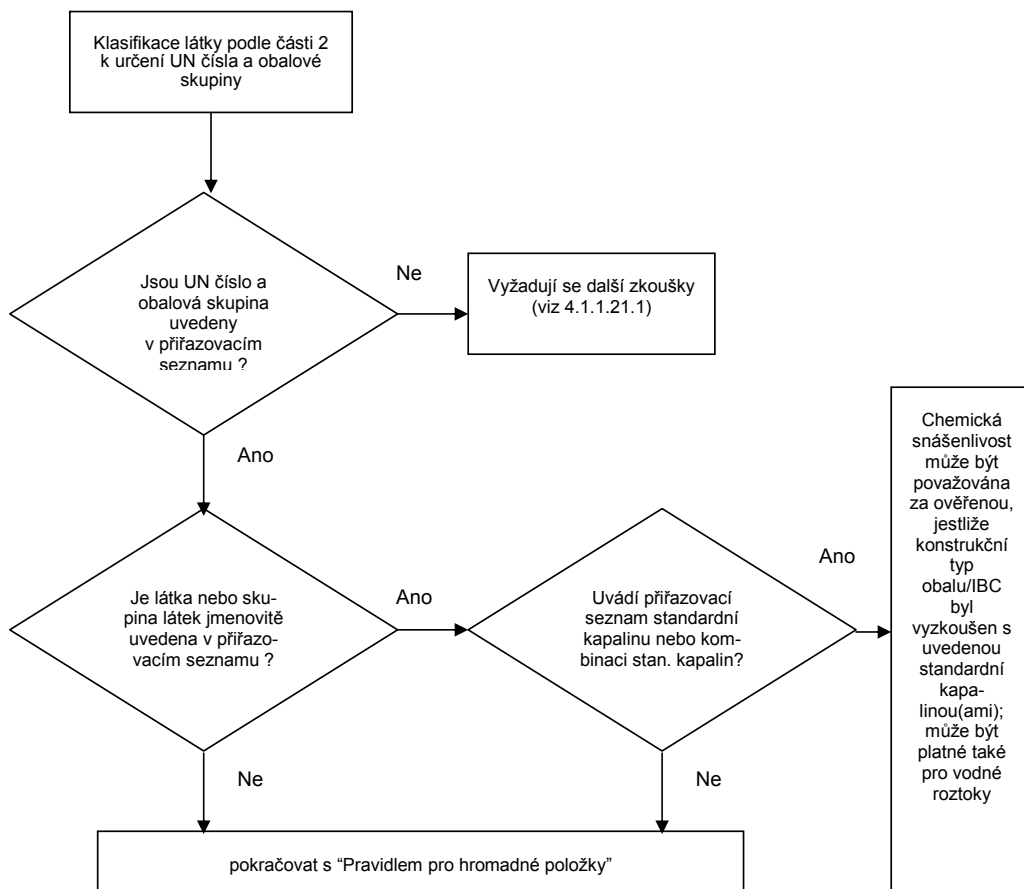 Klasifikace látky podle části 2
k určení UN čísla a obalové
skupiny
Jsou UN číslo a
obalová skupina
uvedeny
v přiřazovacím
seznamu ?
Ne
Vyžadují se další zkoušky
(viz 4.1.1.21.1)
Ano
Je látka nebo sku-
pina látek jmenovitě
uvedena v přiřazo-
vacím seznamu ?
Ano
Uvádí přiřazovací
seznam standardní
kapalinu nebo kom-
binaci stan. kapalin?
Ano
Chemická
snášenlivost
může být
považována
za ověřenou,
jestliže
konstrukční
typ
obalu/IBC
byl
vyzkoušen s
uvedenou
standardní
kapa-
linou(ami);
může být
platné také
pro vodné
roztoky
Ne
Ne
pokračovat s “Pravidlem pro hromadné položky”